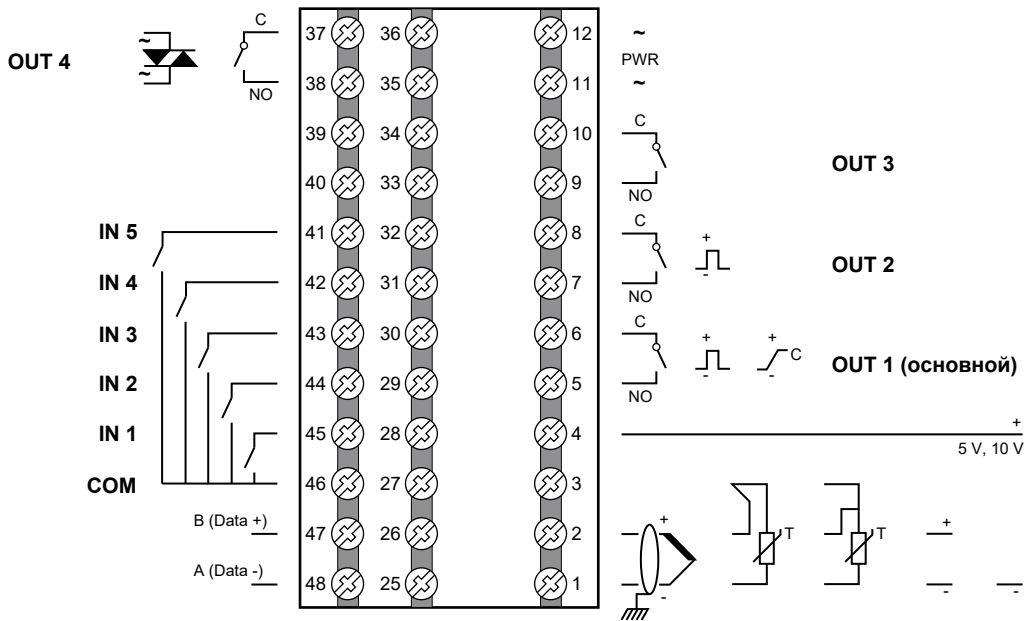 C 37 36 12 ~
OUT 4 ~ PWR
~ NO 38 35 11 ~
39 34 10 C
OUT 3
40 33 9 NO
IN 5 41 32 8 C +
OUT 2
IN 4 42 31 7 NO -
IN 3 43 30 6 C + +
- - C OUT 1 (основной)
IN 2 44 29 5 NO
IN 1 45 28 4 +
5 V, 10 V
COM 46 27 3
B (Data +) 47 26 2 + T T +
A (Data -) 48 25 1 - - -